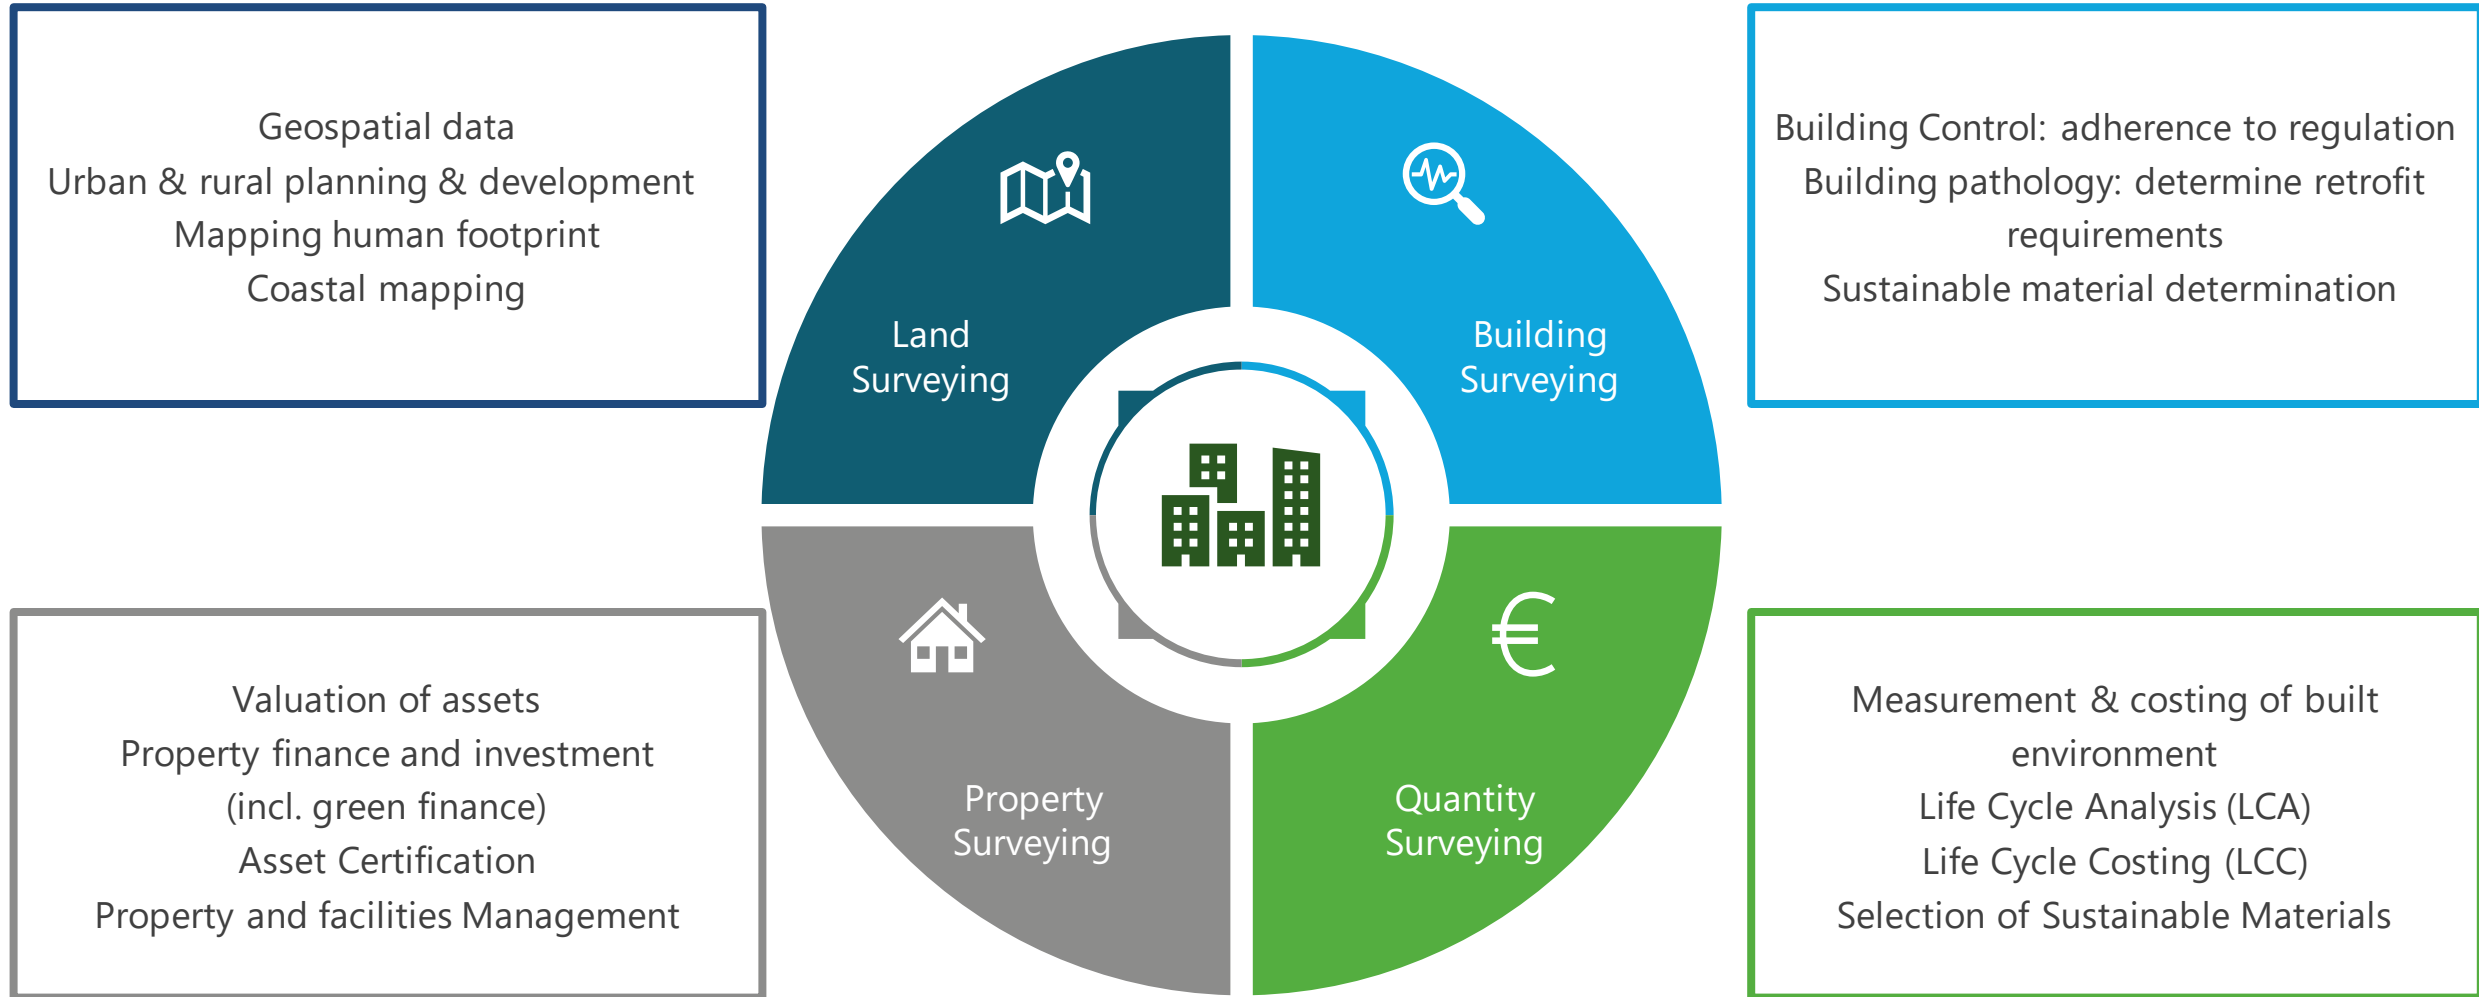 Geospatial data
Urban & rural planning & development
Mapping human footprint
Coastal mapping
Land
Surveying
Building
Surveying
Building Control: adherence to regulation
Building pathology: determine retrofit
requirements
Sustainable material determination
Valuation of assets
Property finance and investment
(incl. green finance)
Asset Certification
Property and facilities Management
Property
Surveying
€
Quantity
Surveying
Measurement & costing of built
environment
Life Cycle Analysis (LCA)
Life Cycle Costing (LCC)
Selection of Sustainable Materials